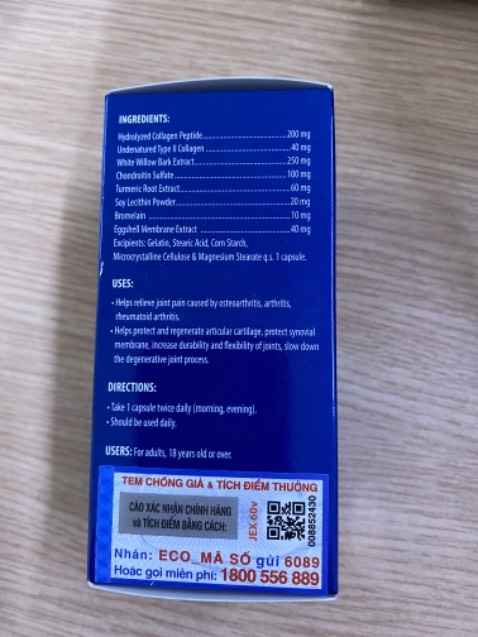 INGREDIENTS:
Hydrolyzed Collagen Peptide..................200 mg
Undenatured Type II Collagen ..................40 mg
White Willow Bark Extract..................250 mg
Chondroitin Sulfate..................100 mg
Turmeric Root Extract..................60 mg
Soy Lecithin Powder..................20 mg
Bromelain ..................10 mg
Eggshell Membrane Extract ..................40 mg
Excipients: Gelatin, Stearic Acid, Corn Starch,
Microcrystalline Cellulose & Magnesium Stearate q.s. 1 capsule.
USES:
• Helps relieve joint pain caused by osteoarthritis, arthritis,
rheumatoid arthritis.
• Helps protect and regenerate articular cartilage, protect synovial
membrane, increase durability and flexibility of joints, slow down
the degenerative joint process.
DIRECTIONS:
• Take 1 capsule twice daily (morning, evening).
• Should be used daily.
USERS: For adults, 18 years old or over.
TEM CHỐNG GIẢ & TÍCH ĐIỂM THƯỞNG
CÀO XÁC NHẬN CHÍNH HÃNG
và TÍCH ĐIỂM BẰNG CÁCH:
JEX 60v
008852430
Nhắn: ECO_MÃ SỐ gửi 6089
Hoặc gọi miễn phí: 1800 556 889